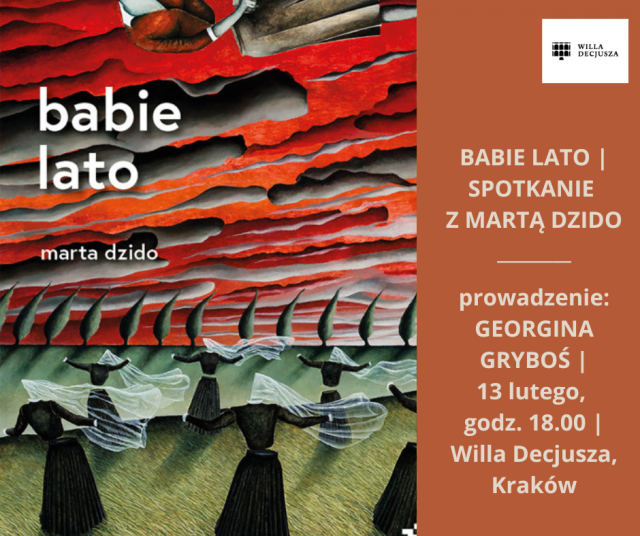 babie
lato
marta dzido
WILLA
DECJUSZA
BABIE LATO |
SPOTKANIE
Z MARTĄ DZIDO
prowadzenie:
GEORGINA
GRYBOŚ |
13 lutego,
godz. 18.00 |
Willa Decjusza,
Kraków